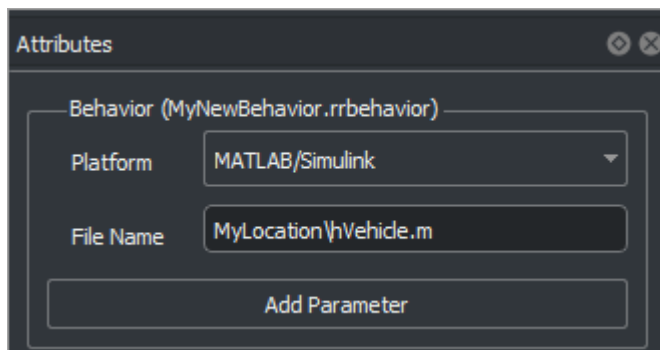 Attributes
Behavior (MyNewBehavior.rrbehavior)
Platform MATLAB/Simulink
File Name MyLocation\hVehicle.m
Add Parameter